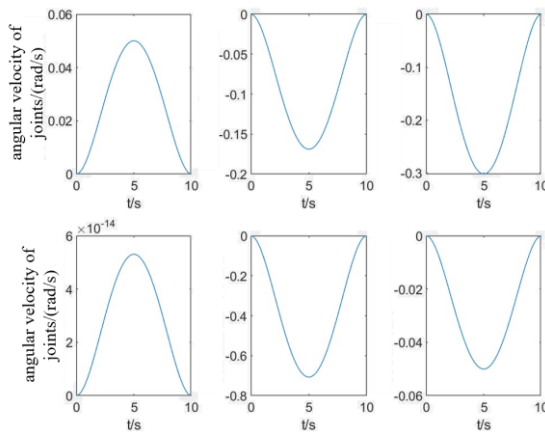 angular velocity of
joints/(rad/s)
0.06
0.04
0.02
0
0 5 10
t/s
0
-0.05
-0.1
-0.15
-0.2
0 5 10
t/s
0
-0.1
-0.2
-0.3
0 5 10
t/s
angular velocity of
joints/(rad/s)
×10⁻¹⁴
6
4
2
0
0 5 10
t/s
0
-0.2
-0.4
-0.6
-0.8
0 5 10
t/s
0
-0.02
-0.04
-0.06
0 5 10
t/s